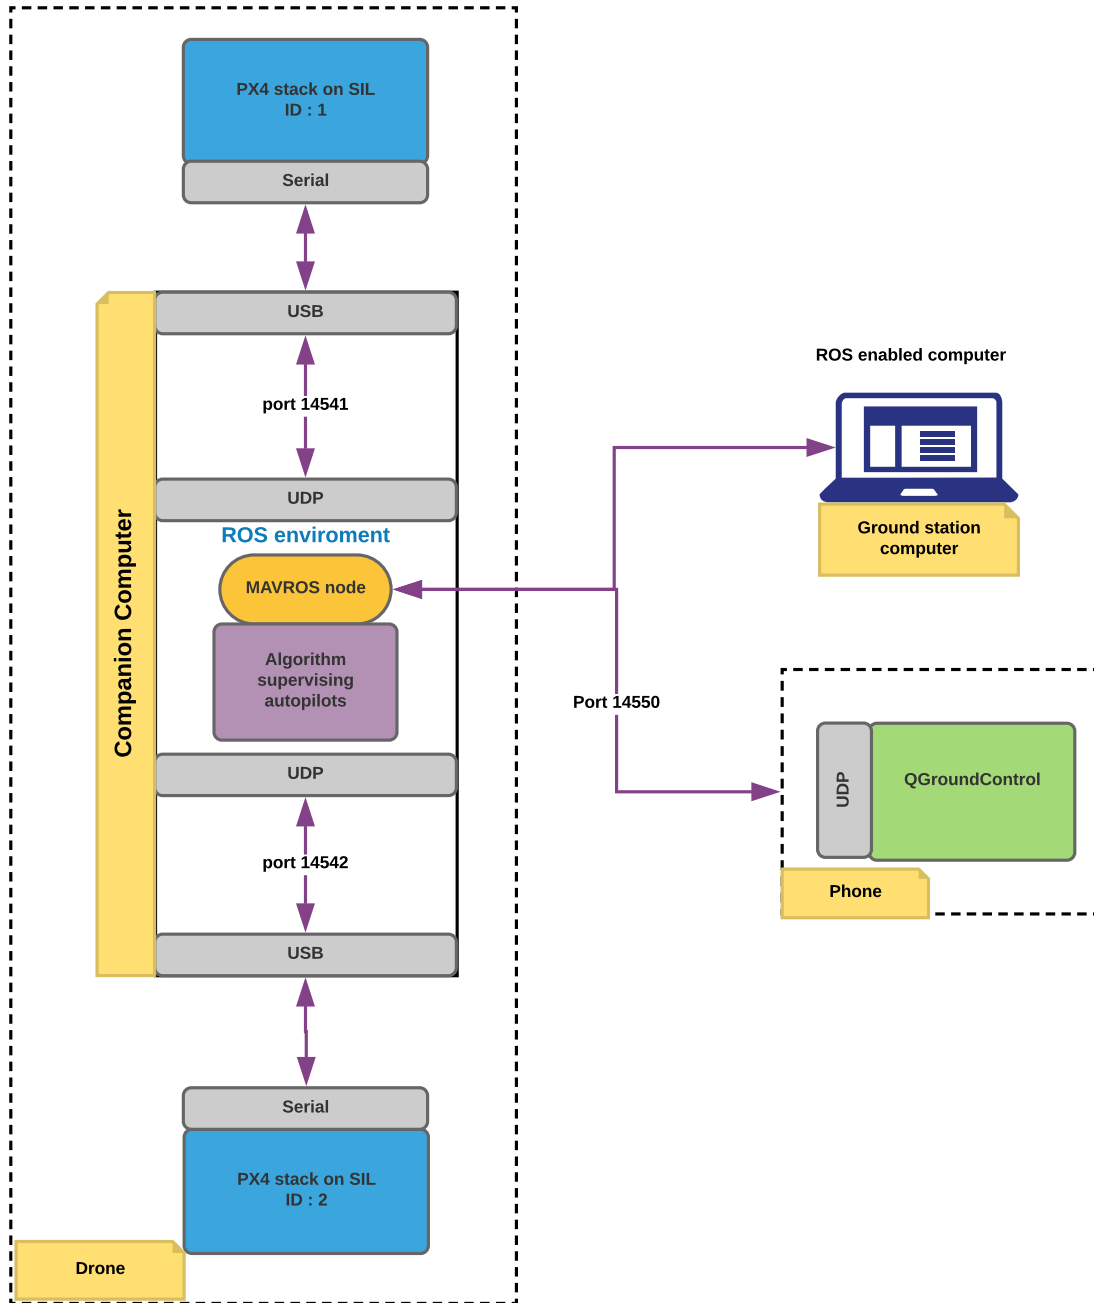 PX4 stack on SIL
ID : 1
Serial
USB
port 14541
UDP
ROS enviroment
MAVROS node
Algorithm
supervising
autopilots
UDP
port 14542
USB
Serial
PX4 stack on SIL
ID : 2
Companion Computer
Drone
Port 14550
ROS enabled computer
Ground station
computer
UDP
QGroundControl
Phone